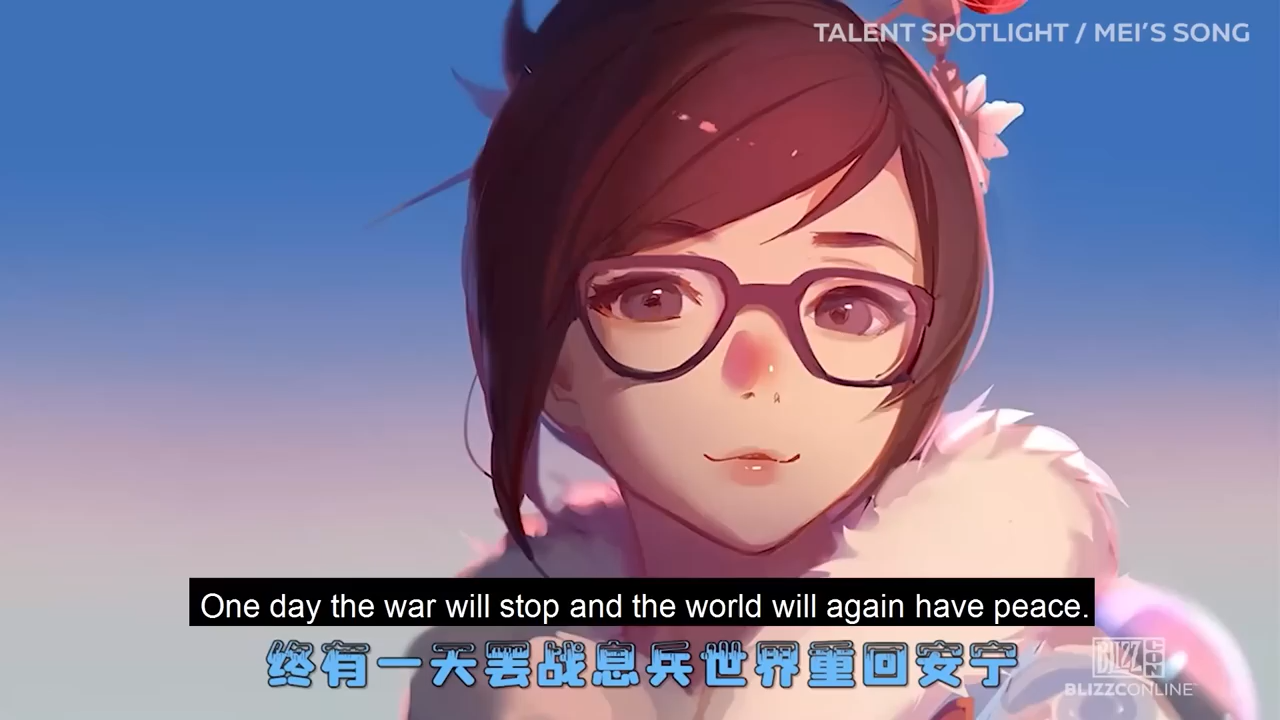 TALENT SPOTLIGHT / MEI'S SONG
One day the war will stop and the world will again have peace.
终有一天罢战息兵世界重回安宁
BLIZZCONLINE